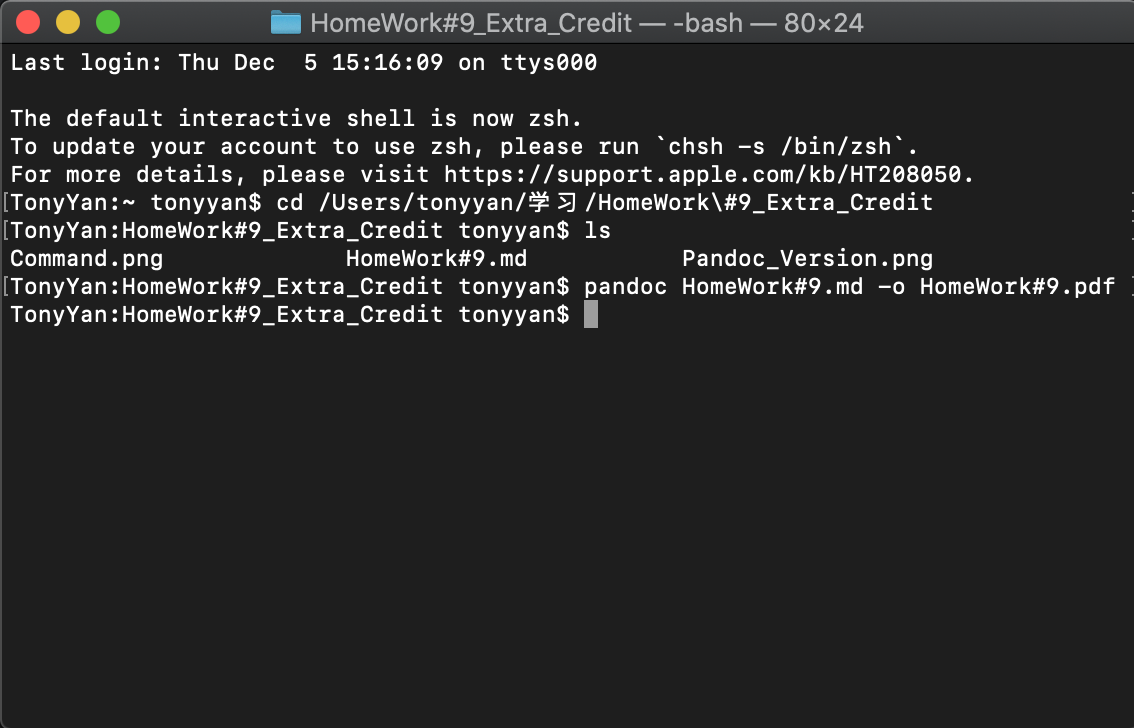 HomeWork#9_Extra_Credit — -bash — 80×24
Last login: Thu Dec  5 15:16:09 on ttys000
The default interactive shell is now zsh.
To update your account to use zsh, please run `chsh -s /bin/zsh`.
For more details, please visit https://support.apple.com/kb/HT208050.
[TonyYan:~ tonyyan$ cd /Users/tonyyan/学习/HomeWork\#9_Extra_Credit
[TonyYan:HomeWork#9_Extra_Credit tonyyan$ ls
Command.png             HomeWork#9.md           Pandoc_Version.png
[TonyYan:HomeWork#9_Extra_Credit tonyyan$ pandoc HomeWork#9.md -o HomeWork#9.pdf
TonyYan:HomeWork#9_Extra_Credit tonyyan$